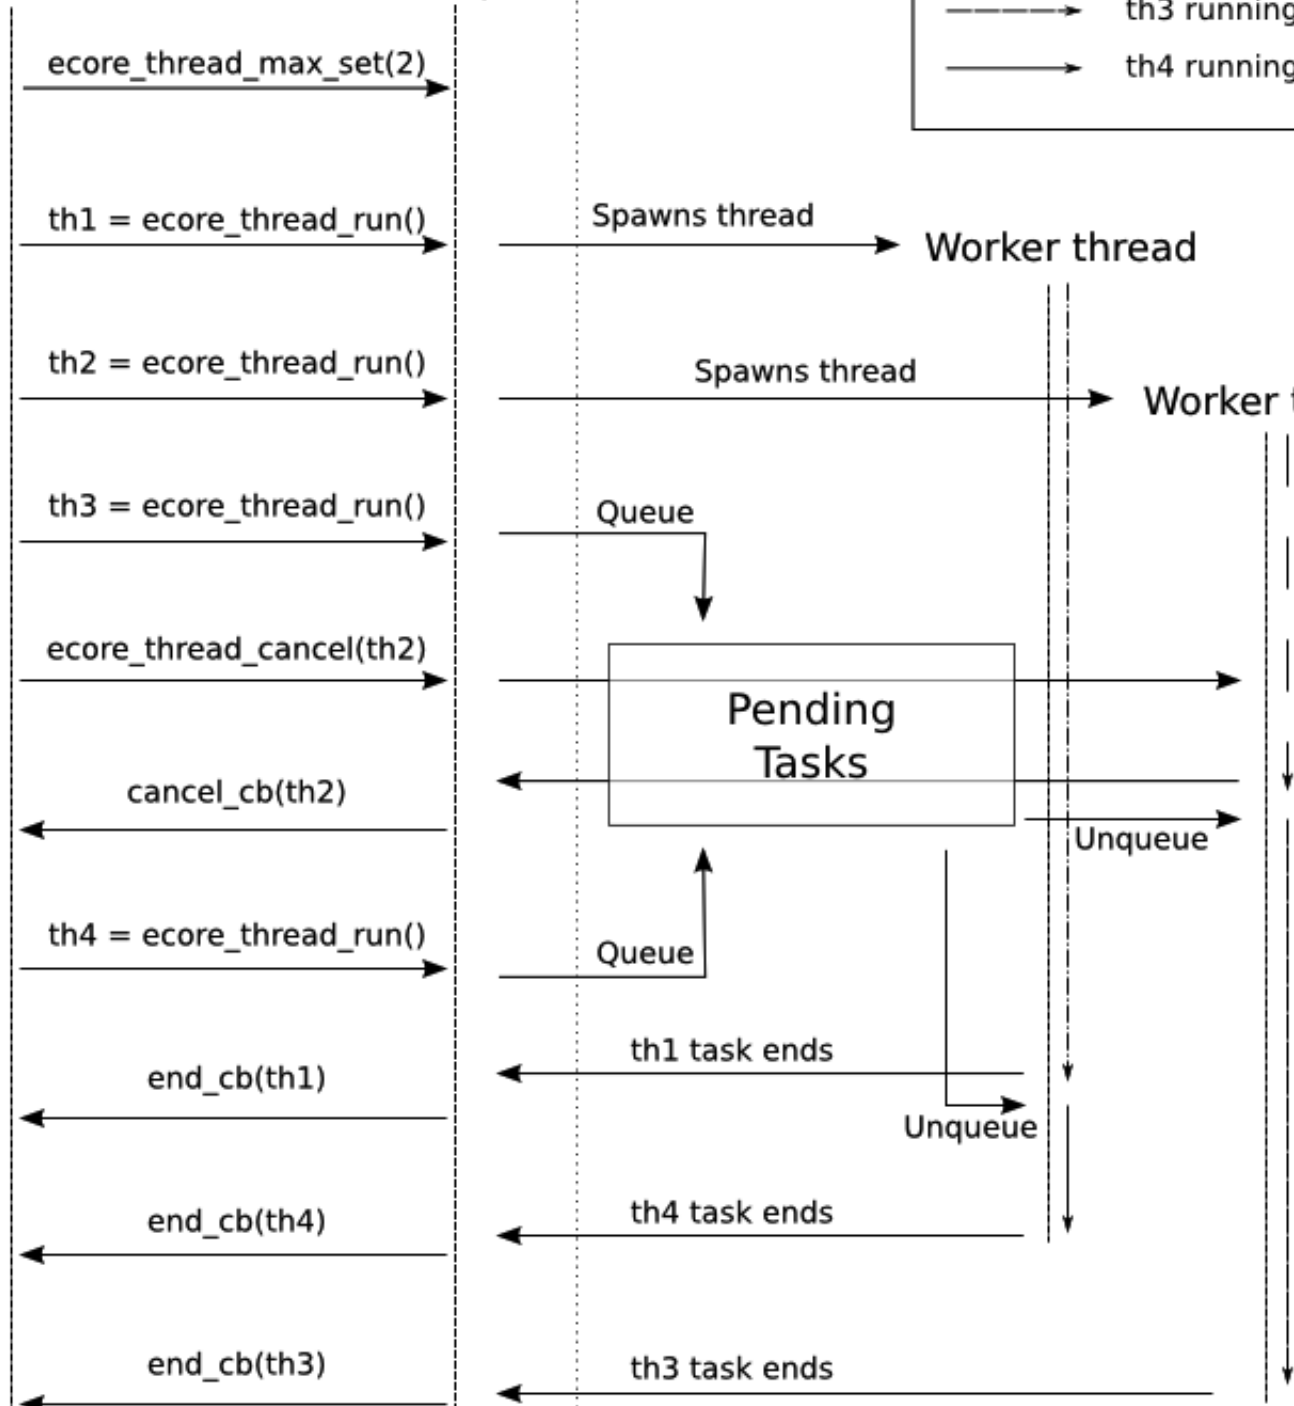 th3 running
ecore_thread_max_set(2)
th4 running
th1 = ecore_thread_run()
Spawns thread
Worker thread
th2 = ecore_thread_run()
Spawns thread
Worker
th3 = ecore_thread_run()
Queue
ecore_thread_cancel(th2)
Pending
Tasks
cancel_cb(th2)
Unqueue
th4 = ecore_thread_run()
Queue
th1 task ends
end_cb(th1)
Unqueue
th4 task ends
end_cb(th4)
th3 task ends
end_cb(th3)